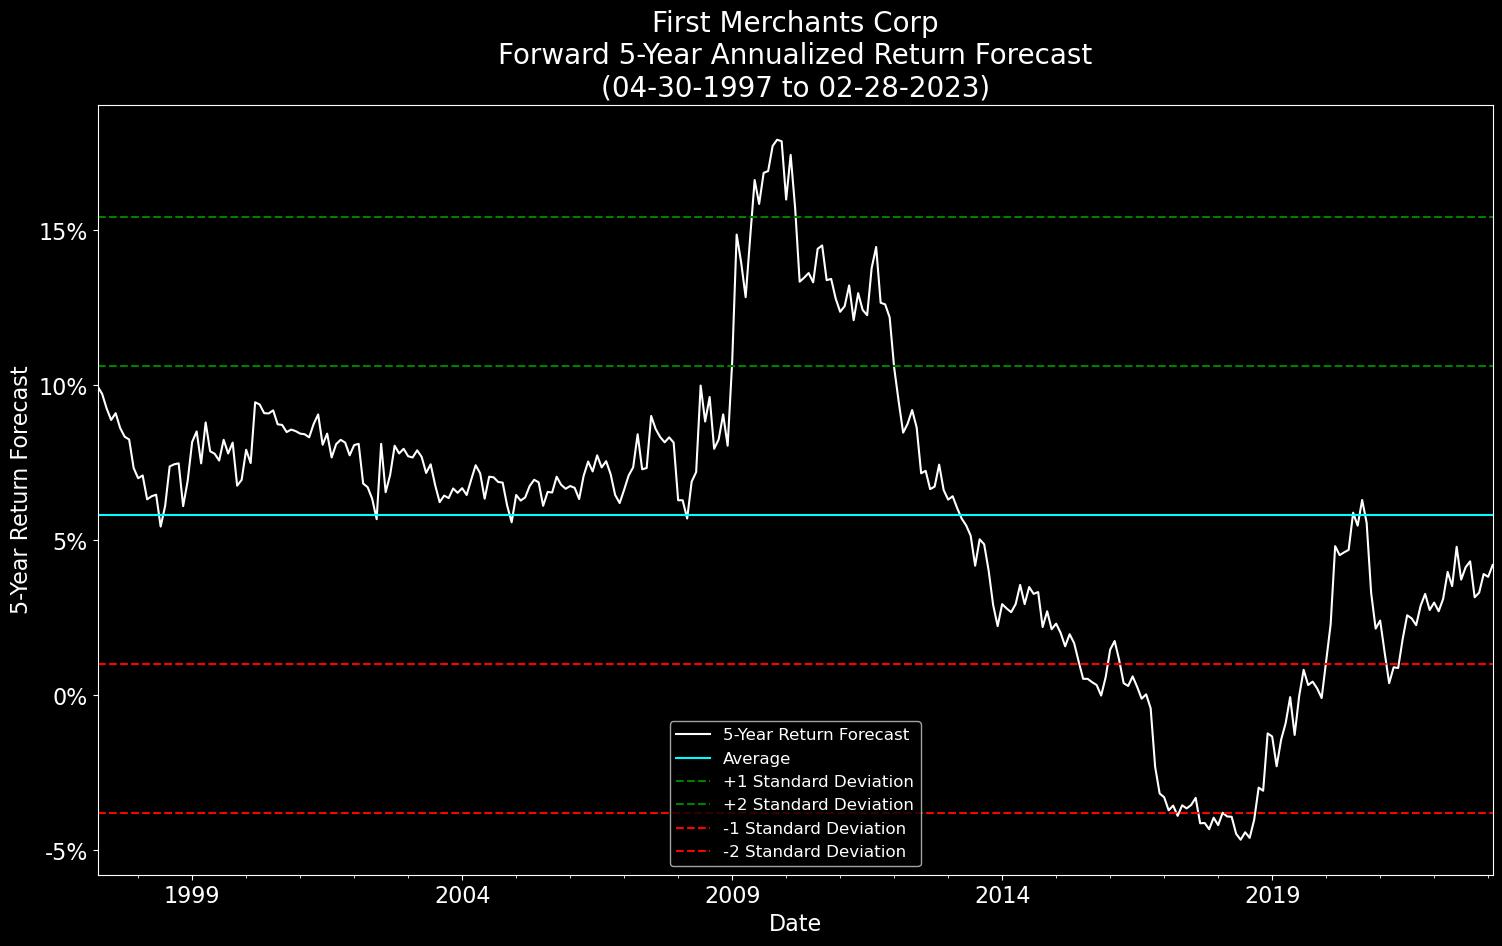 First Merchants Corp
Forward 5-Year Annualized Return Forecast
(04-30-1997 to 02-28-2023)
5-Year Return Forecast
15%
10%
5%
0%
-5%
5-Year Return Forecast
Average
+1 Standard Deviation
+2 Standard Deviation
-1 Standard Deviation
-2 Standard Deviation
1999 2004 2009 2014 2019
Date